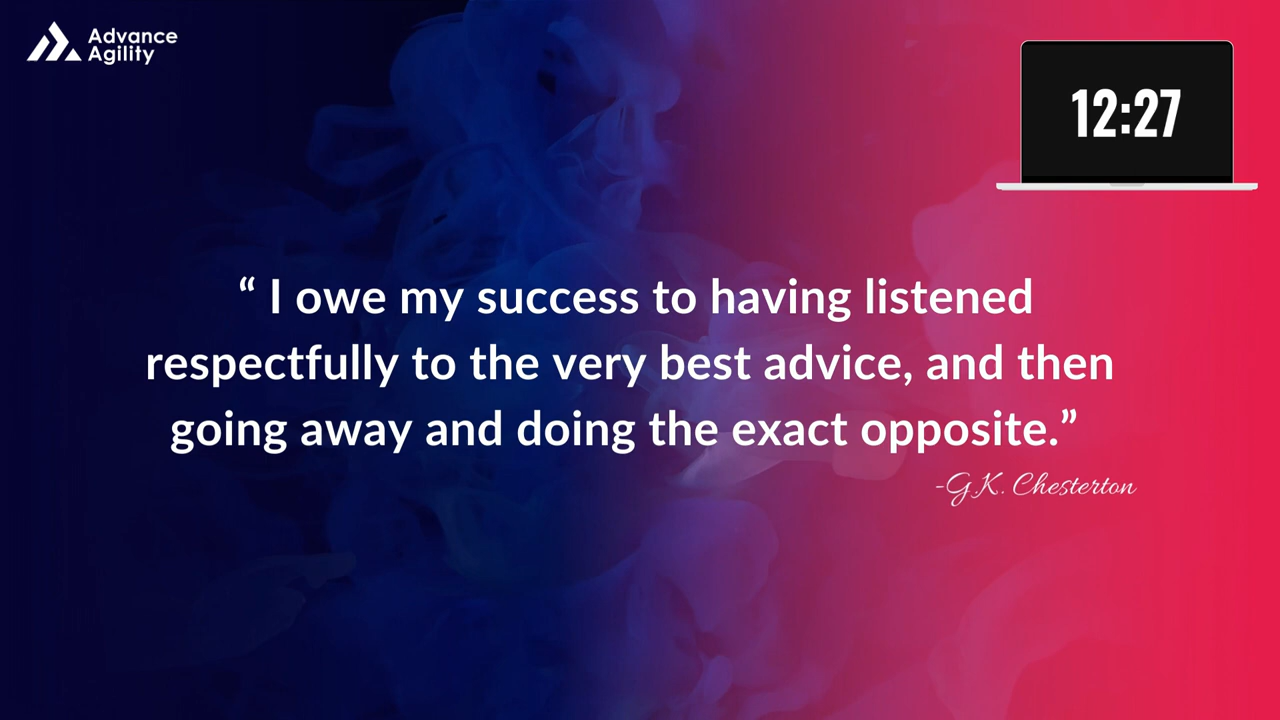 Advance
Agility
12:27
“ I owe my success to having listened
respectfully to the very best advice, and then
going away and doing the exact opposite.”
-G.K. Chesterton